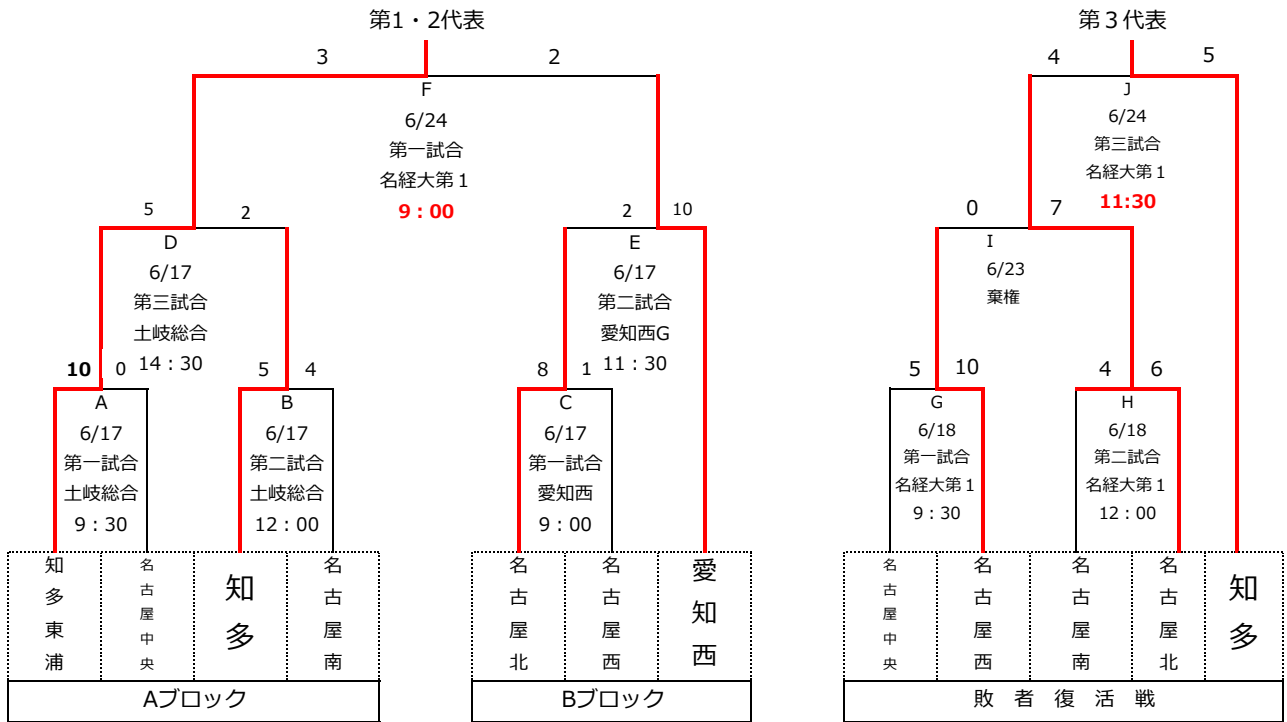 第1・2代表
3 2
F
6/24
第一試合
名経大第1
9：00
5 2
D
6/17
第三試合
土岐総合
14：30
2 10
E
6/17
第二試合
愛知西G
11：30
10 0
A
6/17
第一試合
土岐総合
9：30
5 4
B
6/17
第二試合
土岐総合
12：00
8 1
C
6/17
第一試合
愛知西
9：00
知多東浦
名古屋中央
知多
名古屋南
Aブロック
名古屋北
名古屋西
愛知西
Bブロック
第３代表
4 5
J
6/24
第三試合
名経大第1
11:30
0 7
I
6/23
棄権
5 10
G
6/18
第一試合
名経大第1
9：30
4 6
H
6/18
第二試合
名経大第1
12：00
名古屋中央
名古屋西
名古屋南
名古屋北
知多
敗者復活戦